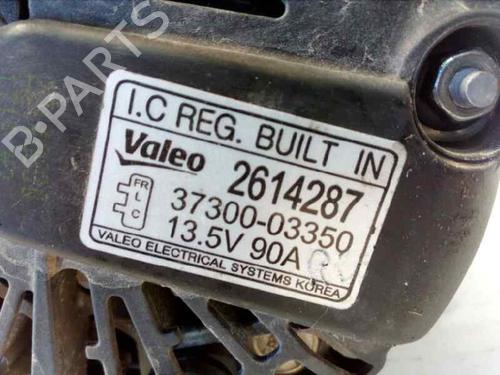 B-PARTS
I.C REG. BUILT IN
Valeo 2614287
FR
L
C
37300-03350
13.5V 90A
VALEO ELECTRICAL SYSTEMS KOREA